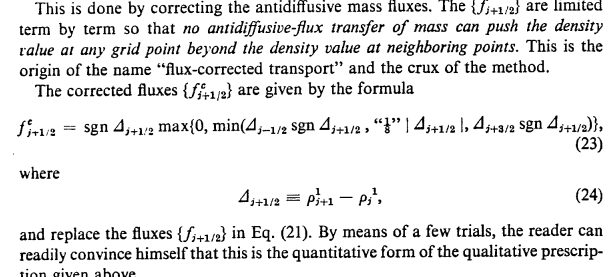 This is done by correcting the antidiffusive mass fluxes. The {f_{j+1/2}} are limited
term by term so that no antidiffusive-flux transfer of mass can push the density
value at any grid point beyond the density value at neighboring points. This is the
origin of the name “flux-corrected transport” and the crux of the method.
The corrected fluxes {f^c_{j+1/2}} are given by the formula
f^c_{j+1/2} = sgn Δ_{j+1/2} max{0, min(Δ_{j−1/2} sgn Δ_{j+1/2}, “⅛” | Δ_{j+1/2} |, Δ_{j+3/2} sgn Δ_{j+1/2})},
(23)
where
Δ_{j+1/2} ≡ ρ^1_{j+1} − ρ_j^1, (24)
and replace the fluxes {f_{j+1/2}} in Eq. (21). By means of a few trials, the reader can
readily convince himself that this is the quantitative form of the qualitative prescrip-
tion given above